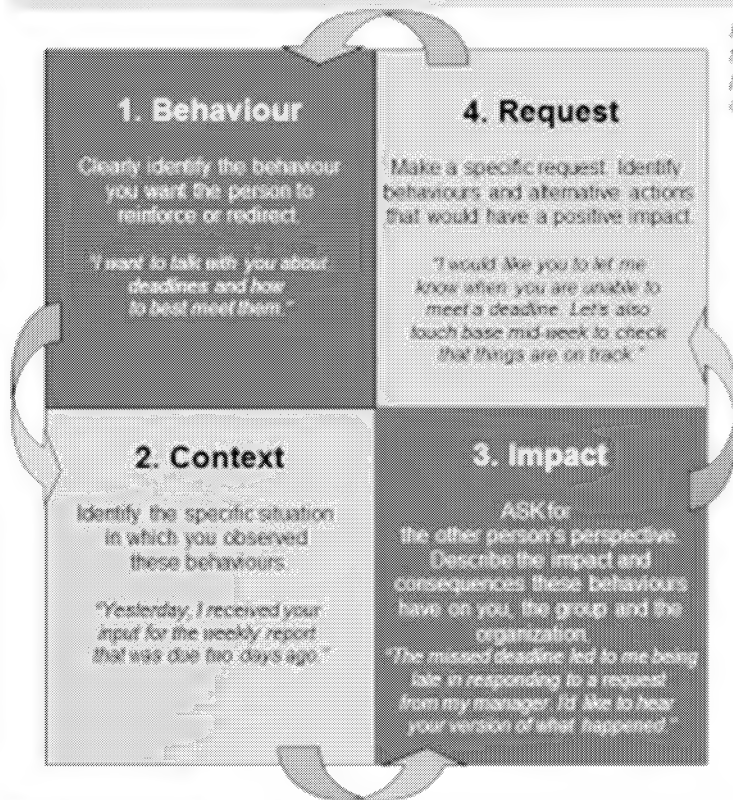 1. Behaviour
Clearly identify the behaviour
you want the person to
reinforce or redirect.
"I want to talk with you about
deadlines and how
to best meet them."
2. Context
Identify the specific situation
in which you observed
these behaviours.
"Yesterday, I received your
input for the weekly report
that was due two days ago."
3. Impact
ASK for
the other person's perspective.
Describe the impact and
consequences these behaviours
have on you, the group and the
organization.
"The missed deadline led to me being
late in responding to a request
from my manager. I'd like to hear
your version of what happened."
4. Request
Make a specific request. Identify
behaviours and alternative actions
that would have a positive impact.
"I would like you to let me
know when you are unable to
meet a deadline. Let's also
touch base mid-week to check
that things are on track."